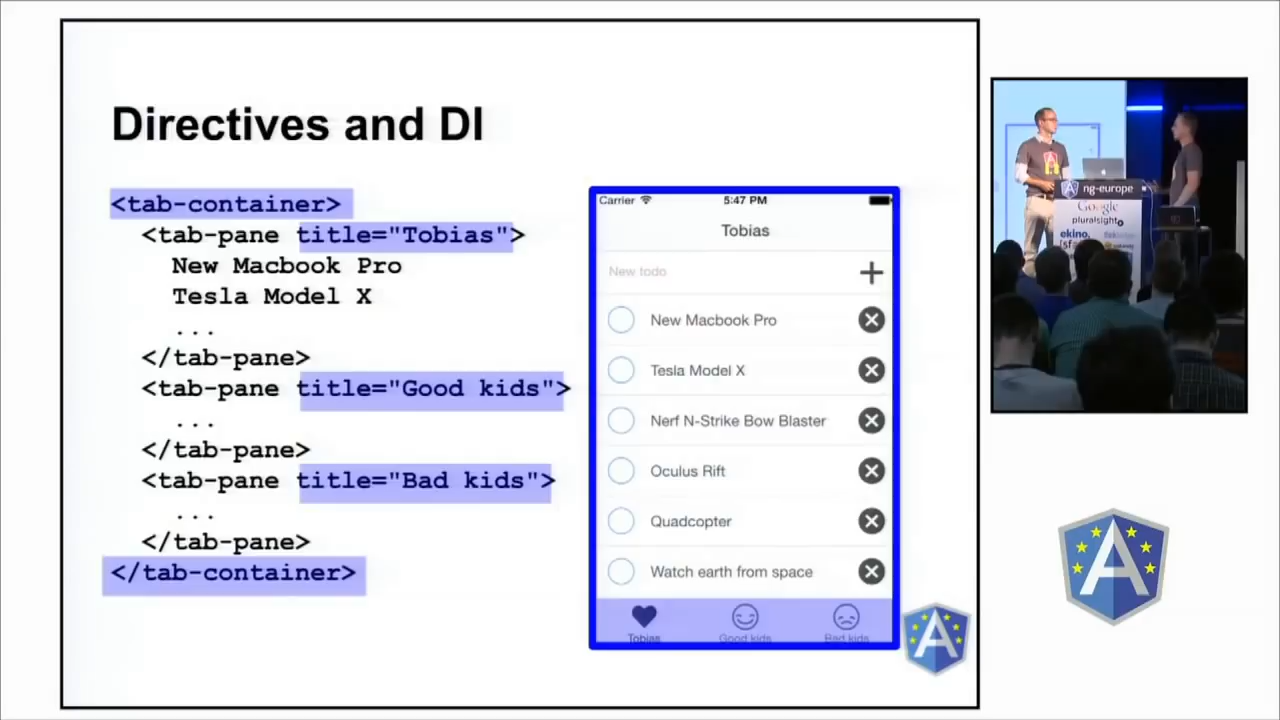 Directives and DI
<tab-container>
<tab-pane title="Tobias">
New Macbook Pro
Tesla Model X
...
</tab-pane>
<tab-pane title="Good kids">
...
</tab-pane>
<tab-pane title="Bad kids">
...
</tab-pane>
</tab-container>
Carrier 5:47 PM
Tobias
New todo
New Macbook Pro
Tesla Model X
Nerf N-Strike Bow Blaster
Oculus Rift
Quadcopter
Watch earth from space
Tobias Good kids Bad kids
A
ng-europe
Google
pluralsight
ekino.
A